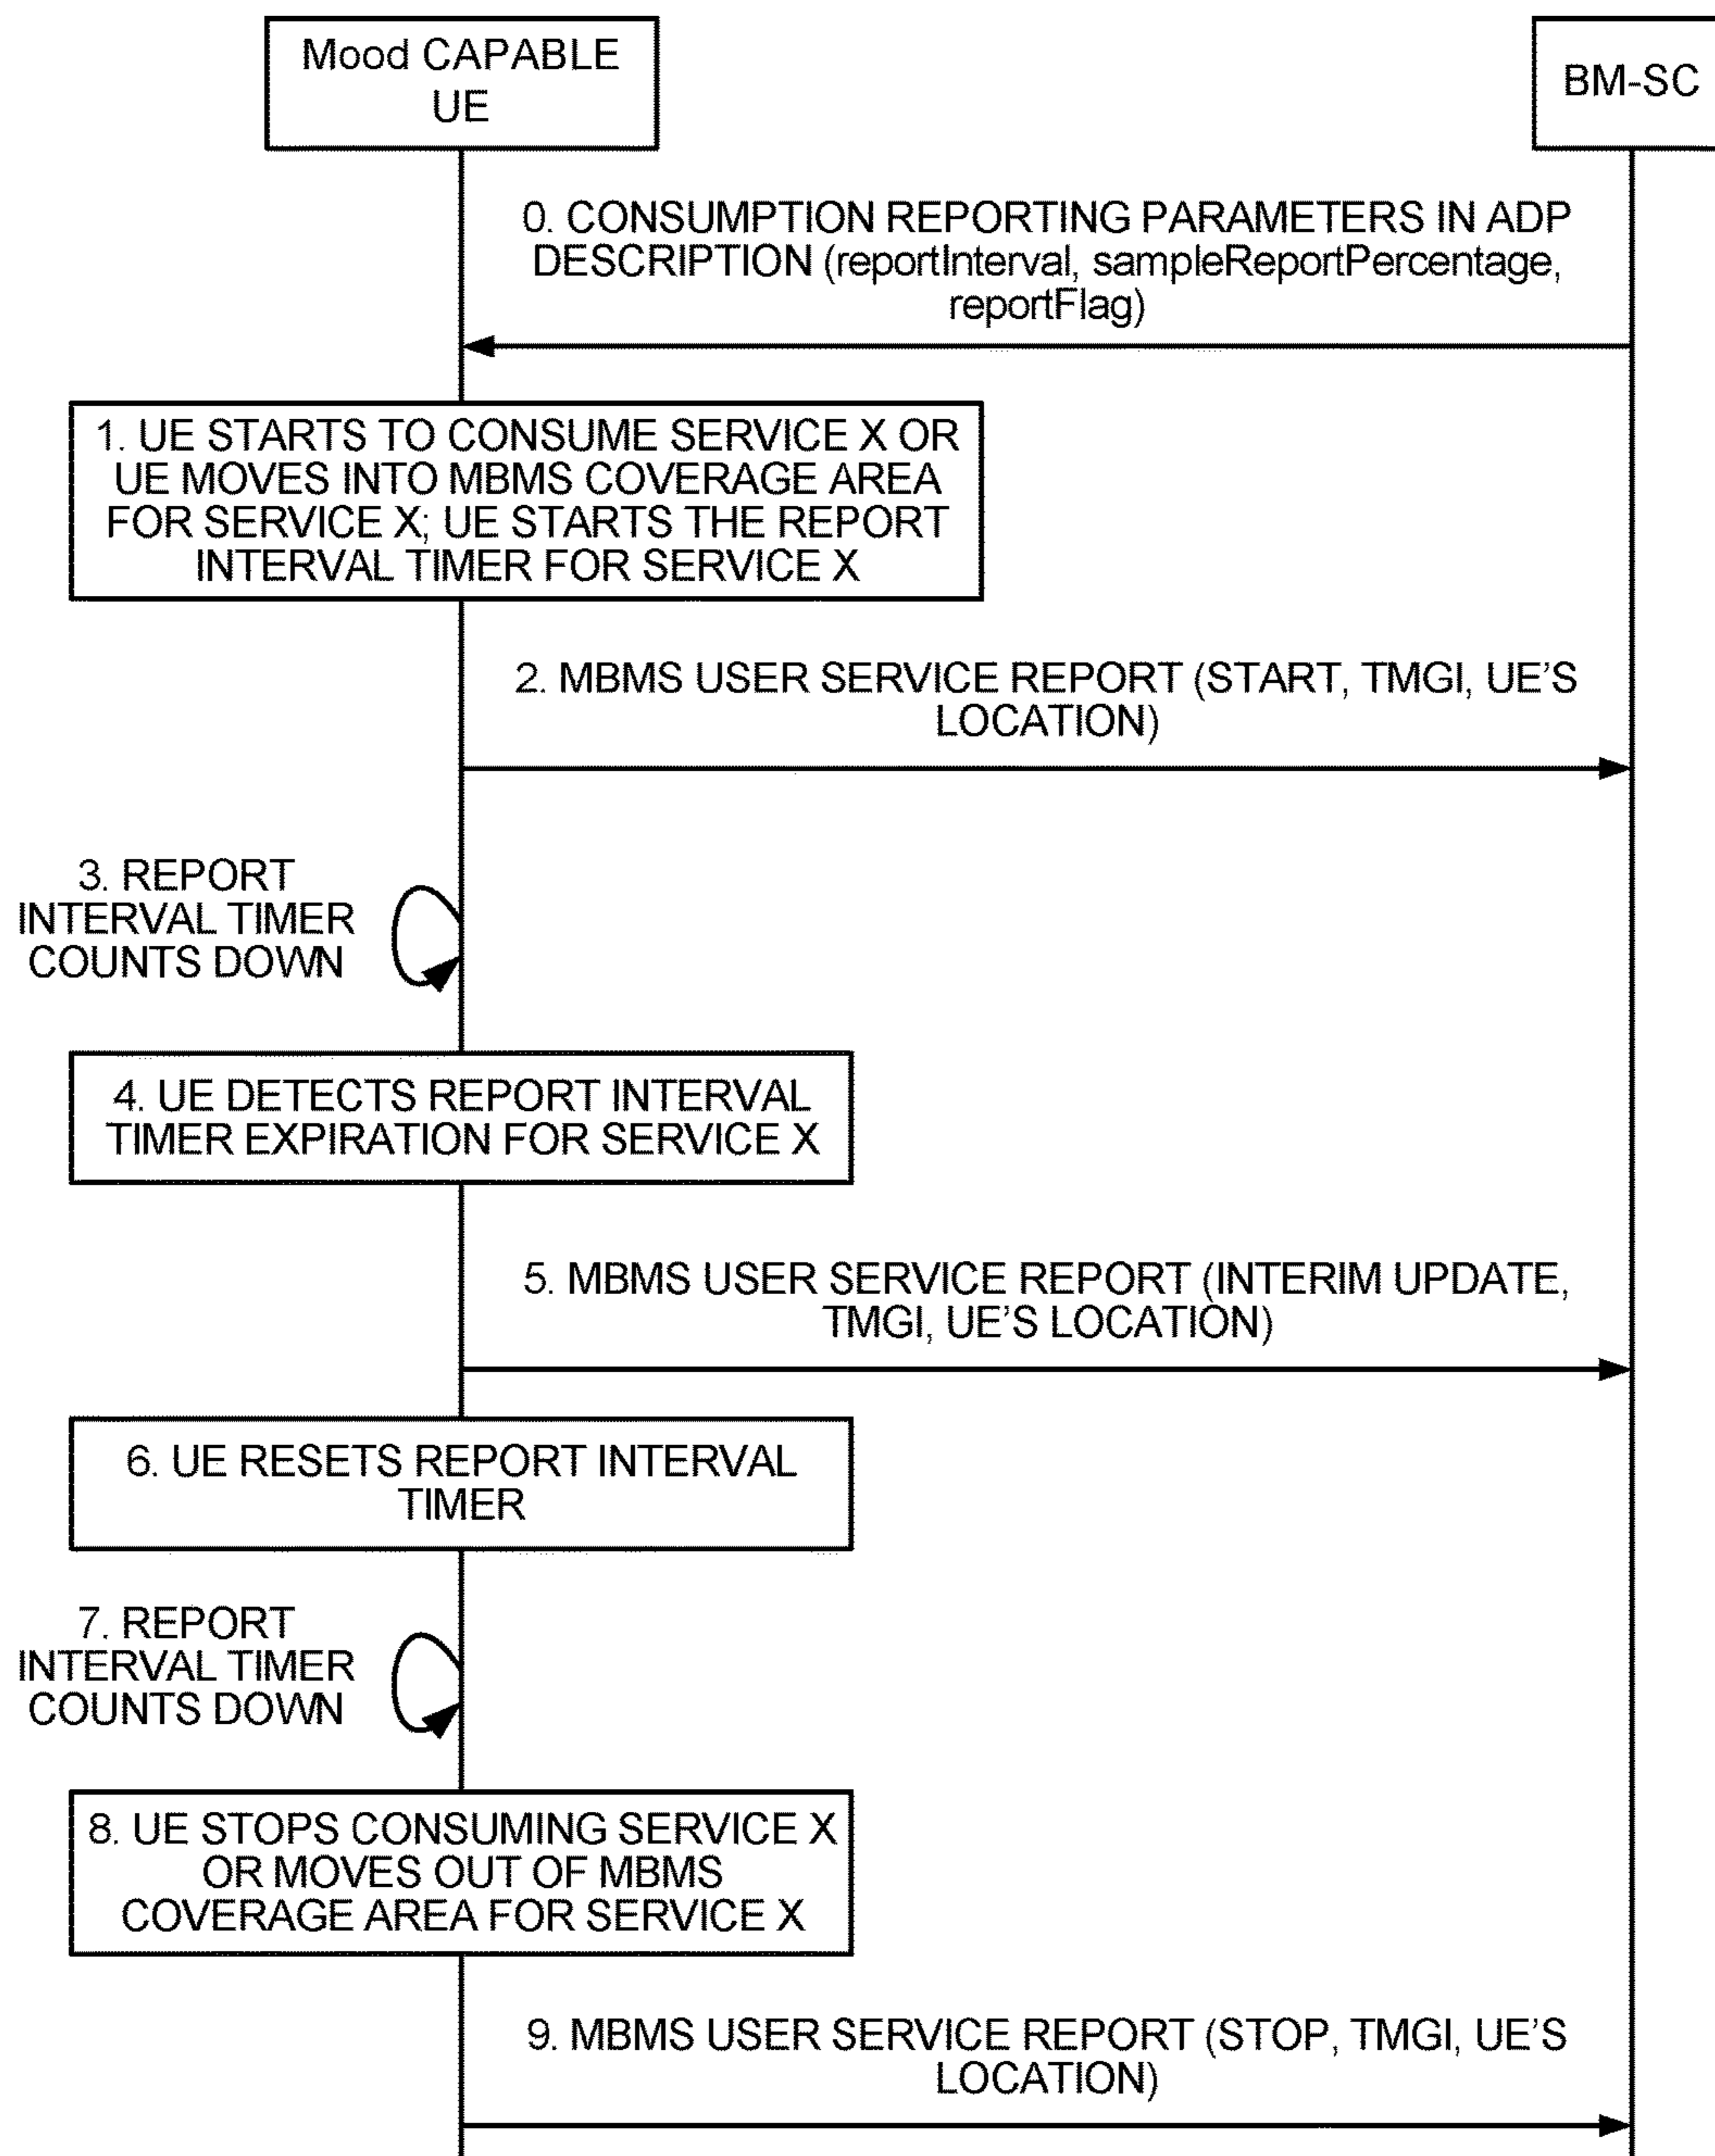 Mood CAPABLE
UE
BM-SC
0. CONSUMPTION REPORTING PARAMETERS IN ADP
DESCRIPTION (reportInterval, sampleReportPercentage,
reportFlag)
1. UE STARTS TO CONSUME SERVICE X OR
UE MOVES INTO MBMS COVERAGE AREA
FOR SERVICE X; UE STARTS THE REPORT
INTERVAL TIMER FOR SERVICE X
2. MBMS USER SERVICE REPORT (START, TMGI, UE'S
LOCATION)
3. REPORT
INTERVAL TIMER
COUNTS DOWN
4. UE DETECTS REPORT INTERVAL
TIMER EXPIRATION FOR SERVICE X
5. MBMS USER SERVICE REPORT (INTERIM UPDATE,
TMGI, UE'S LOCATION)
6. UE RESETS REPORT INTERVAL
TIMER
7. REPORT
INTERVAL TIMER
COUNTS DOWN
8. UE STOPS CONSUMING SERVICE X
OR MOVES OUT OF MBMS
COVERAGE AREA FOR SERVICE X
9. MBMS USER SERVICE REPORT (STOP, TMGI, UE'S
LOCATION)